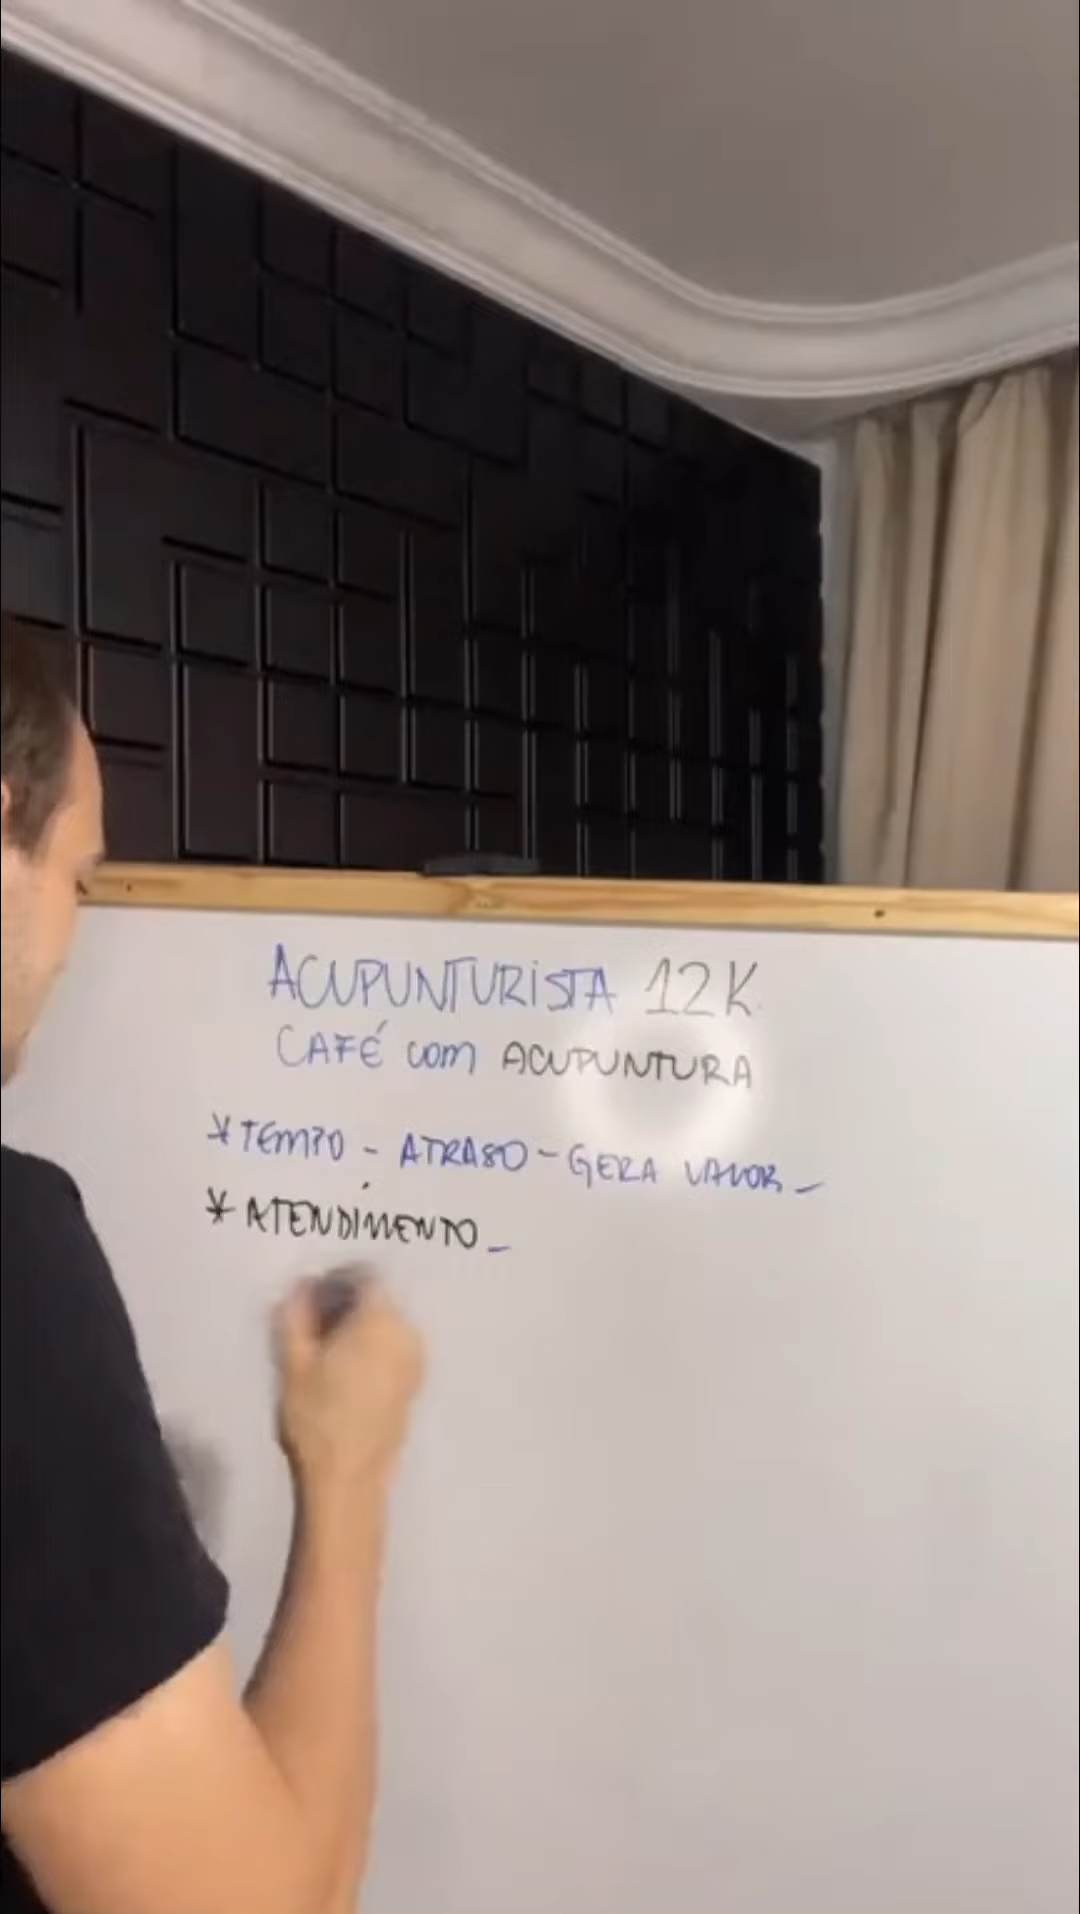 ACUPUNTURiSTA 12K
CAFÉ com ACUPUNTURA
* TEMPO - ATRASO - GERA VALOR -
* ATENDiMENTO -